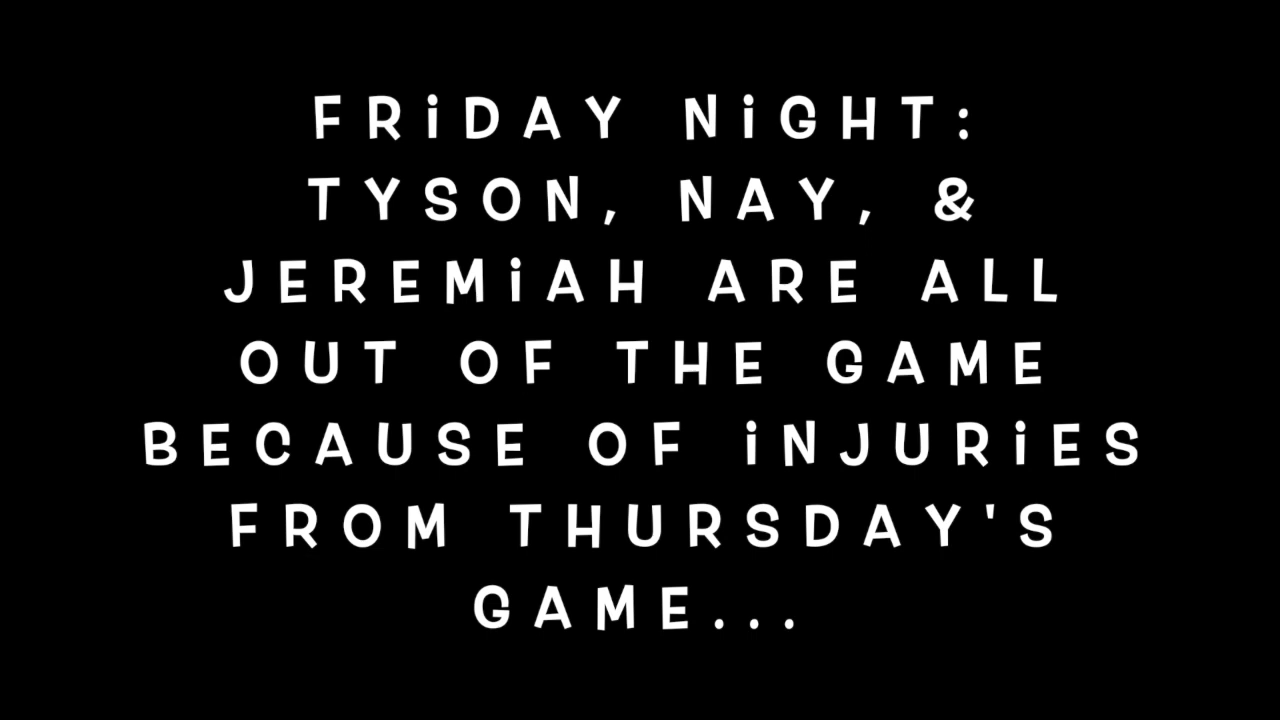 FRiDAY NiGHT:
TYSON, NAY, &
JEREMiAH ARE ALL
OUT OF THE GAME
BECAUSE OF iNJURiES
FROM THURSDAY'S
GAME...